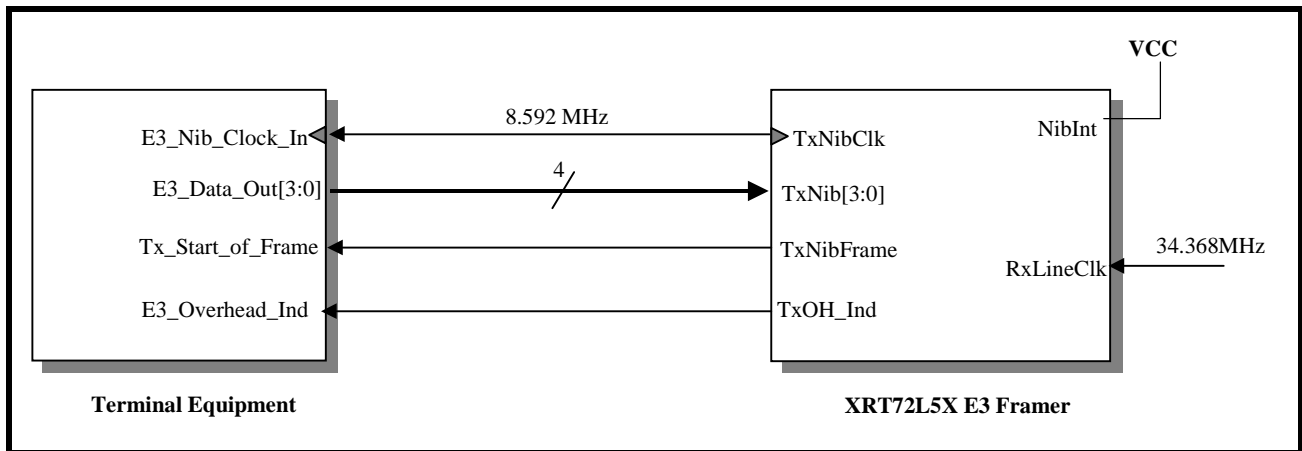 VCC
8.592 MHz
E3_Nib_Clock_In
TxNibClk
NibInt
4
E3_Data_Out[3:0]
TxNib[3:0]
Tx_Start_of_Frame
TxNibFrame
34.368MHz
RxLineClk
E3_Overhead_Ind
TxOH_Ind
Terminal Equipment
XRT72L5X E3 Framer